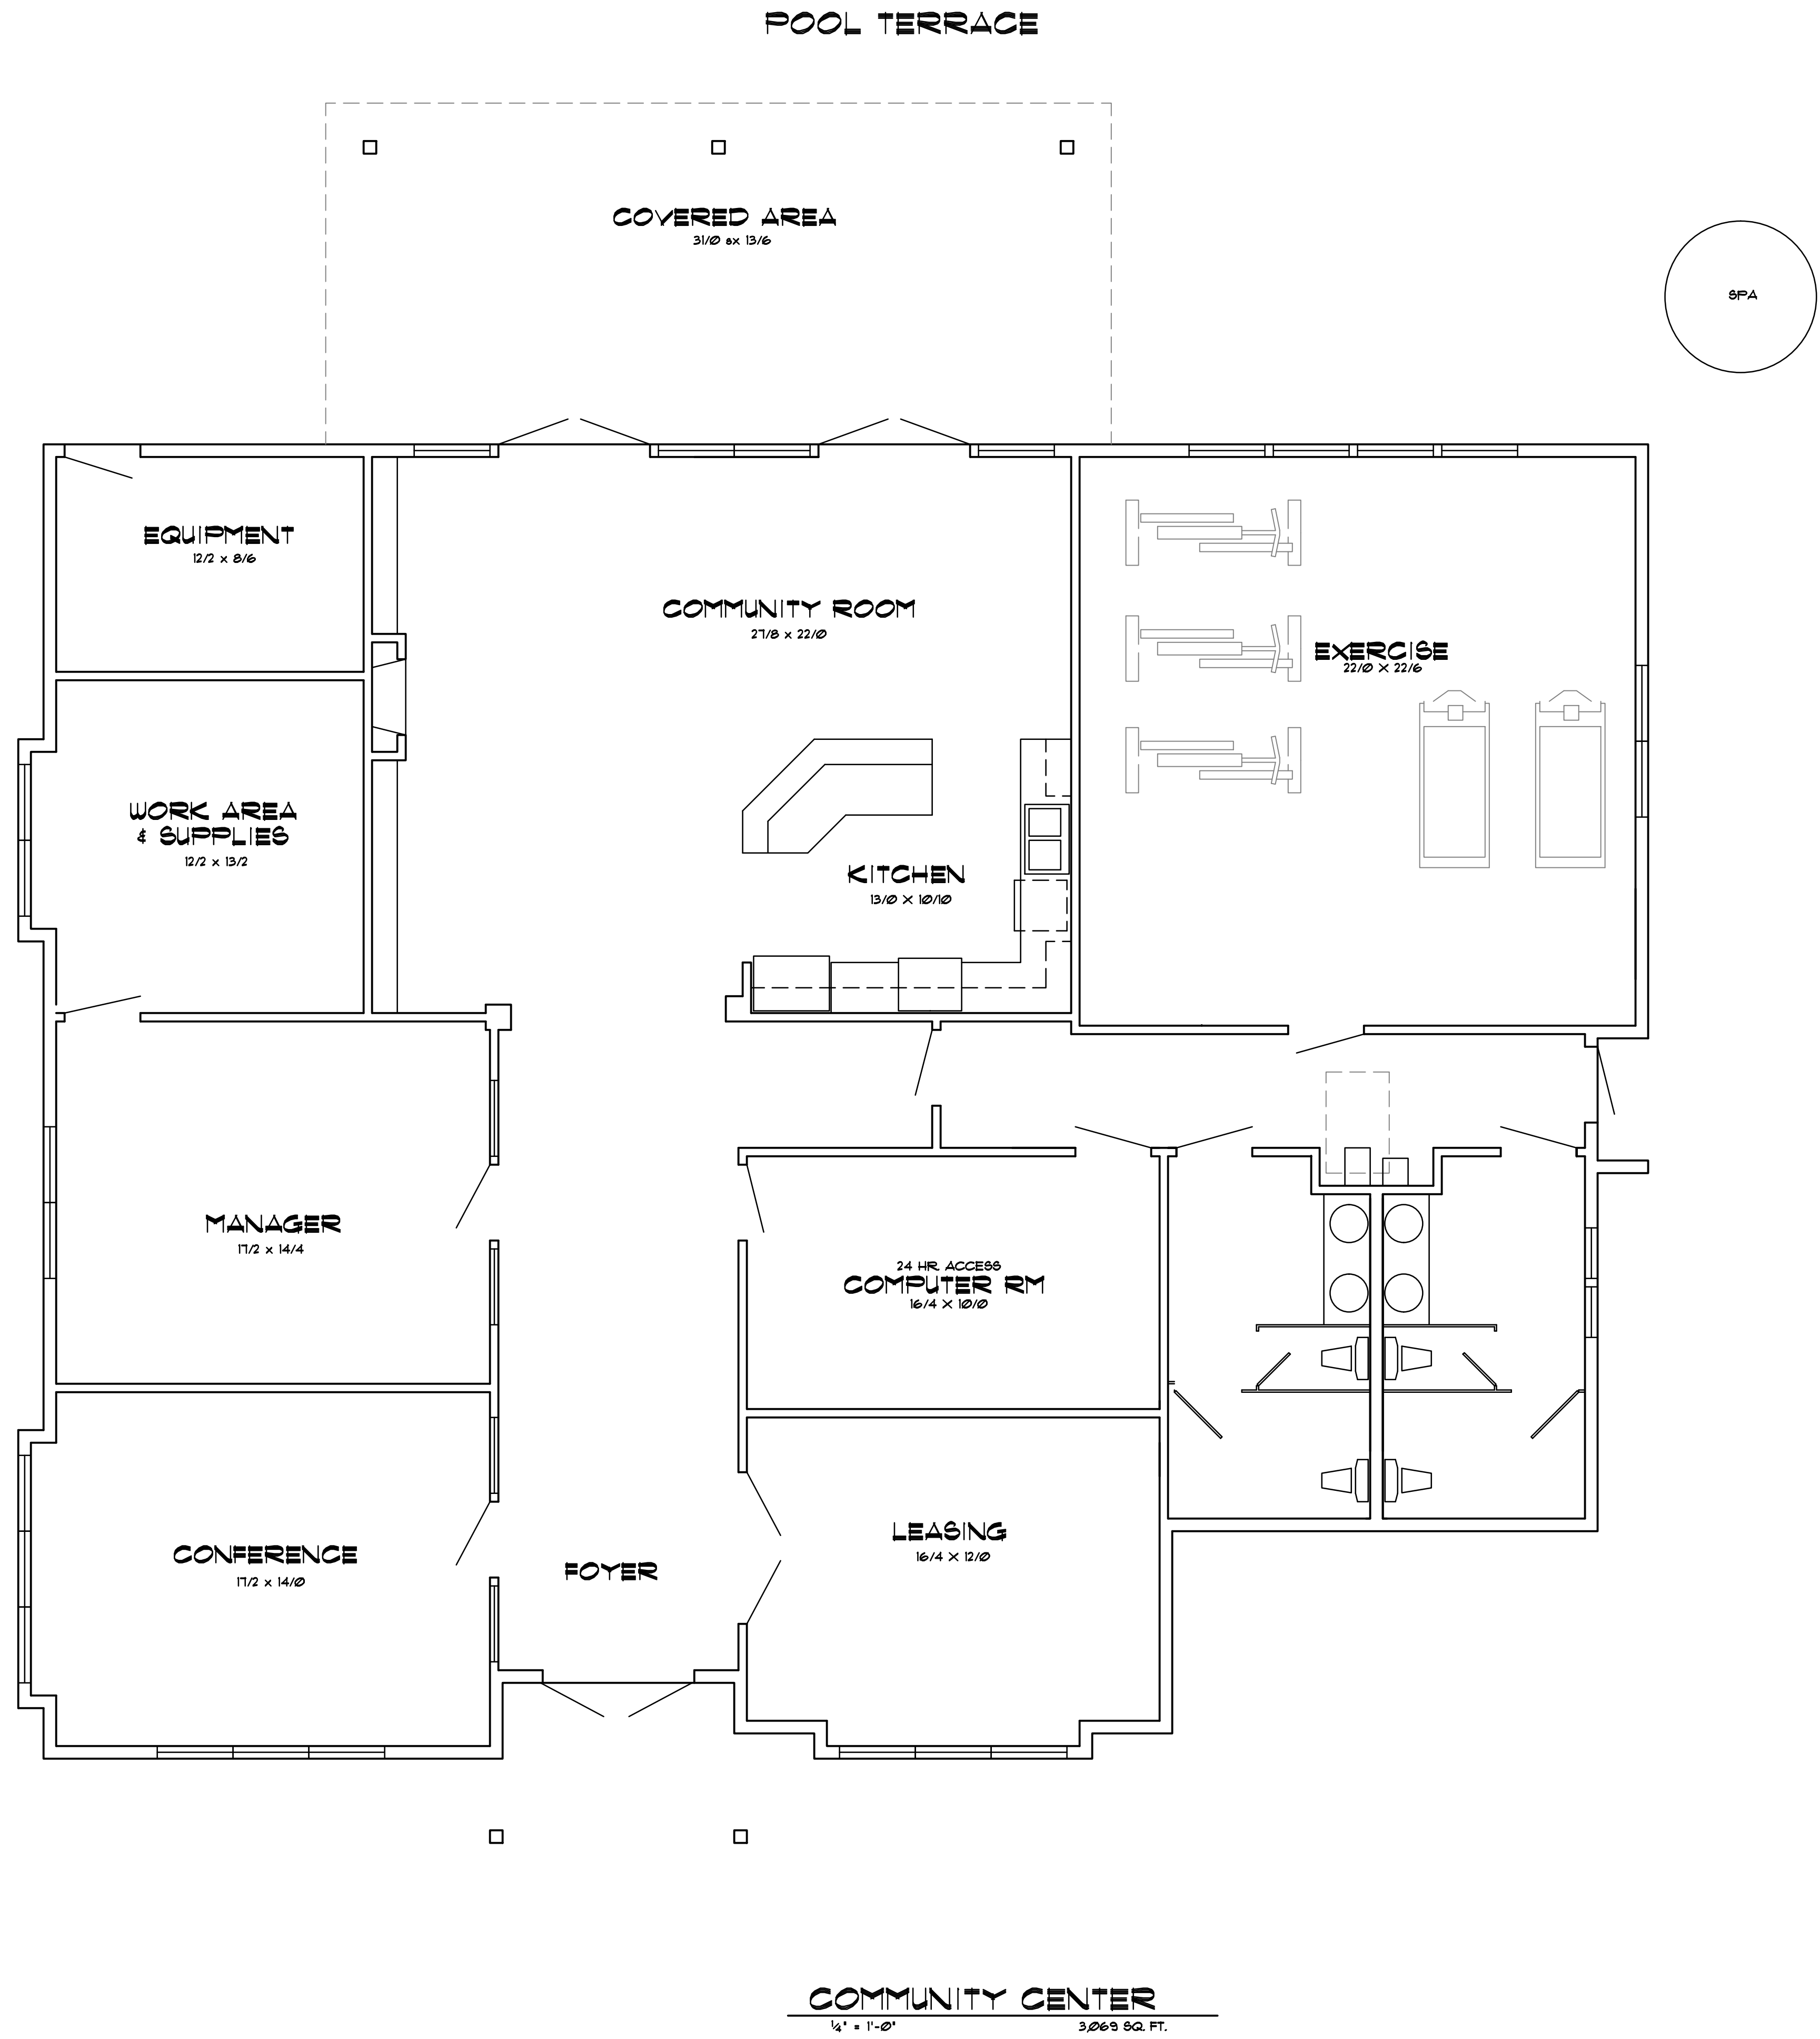 POOL TERRACE
COVERED AREA
31/0 8x 13/6
SPA
EQUIPMENT
12/2 x 8/6
COMMUNITY ROOM
27/8 x 22/0
EXERCISE
22/0 X 22/6
WORK AREA
& SUPPLIES
12/2 x 13/2
KITCHEN
13/0 X 10/10
MANAGER
17/2 x 14/4
24 HR. ACCESS
COMPUTER RM
16/4 X 10/0
CONFERENCE
17/2 x 14/0
FOYER
LEASING
16/4 X 12/0
COMMUNITY CENTER
1/4" = 1'-0" 3,069 SQ. FT.